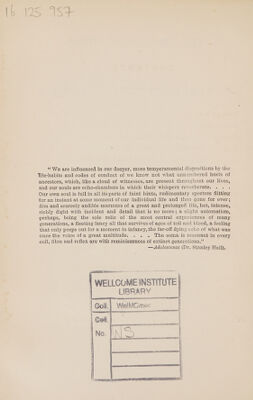 16 125 957
" We are influenced in our deeper, more temperamental dispositions by the
life-habits and codes of conduct of we know not what unnumbered hosts of
ancestors, which, like a cloud of witnesses, are present throughout our lives,
and our souls are echo-chambers in which their whispers reverberate. . . .
Our own soul is full in all its parts of faint hints, rudimentary spectres flitting
for an instant at some moment of our individual life and then gone for ever;
dim and scarcely audible murmurs of a great and prolonged life, hot, intense,
richly dight with incident and detail that is no more; a slight automatism,
perhaps, being the sole relic of the most central experiences of many
generations, a fleeting fancy all that survives of ages of toil and blood, a feeling
that only peeps out for a moment in infancy, the far-off dying echo of what was
once the voice of a great multitude. . . . The soma is resonant in every
cell, fibre and reflex are with reminiscences of extinct generations."
—Adolescence (Dr. Stanley Hall).
WELLCOME INSTITUTE
LIBRARY
Coll. WelMOmec
Call
No. NS